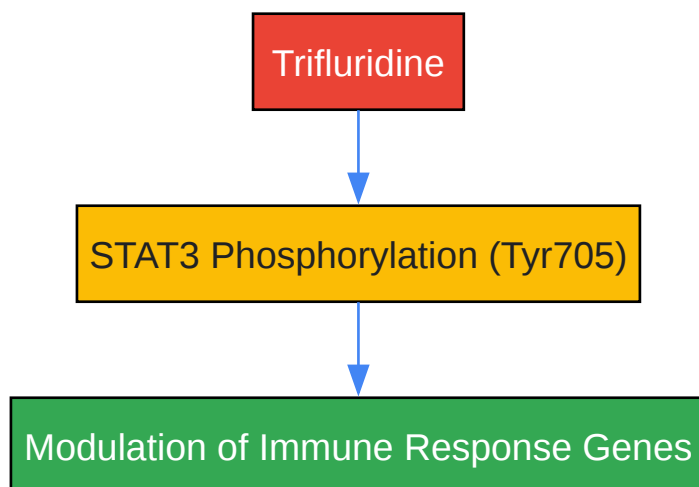 Trifluridine
STAT3 Phosphorylation (Tyr705)
Modulation of Immune Response Genes